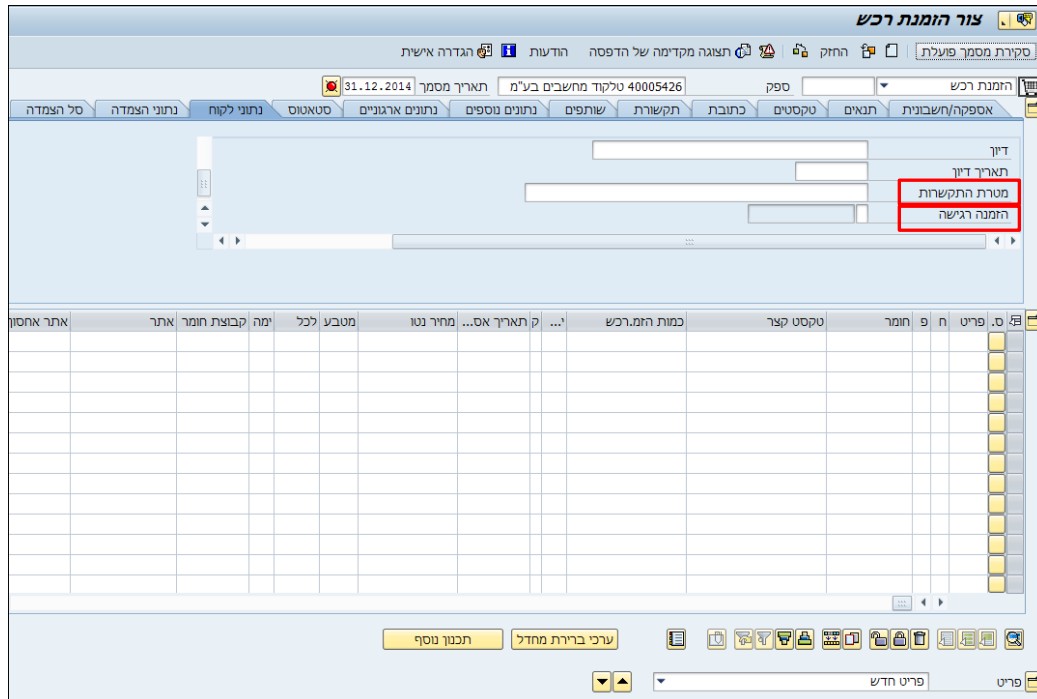 צור הזמנת רכש
סקירת מסמך פועלת החזק תצוגה מקדימה של הדפסה הודעות הגדרה אישית
הזמנת רכש ספק 40005426 טלקוד מחשבים בע"מ תאריך מסמך 31.12.2014
אספקה/חשבונית תנאים טקסטים כתובת תקשורת שותפים נתונים נוספים נתונים ארגוניים סטאטוס נתוני לקוח נתוני הצמדה סל הצמדה
דיון
תאריך דיון
מטרת התקשרות
הזמנה רגישה
ס. פריט ח פ חומר טקסט קצר כמות הזמ.רכש י... ק תאריך אס... מחיר נטו מטבע לכל ימה קבוצת חומר אתר אתר אחסון
ערכי ברירת מחדל תכנון נוסף
פריט פריט חדש